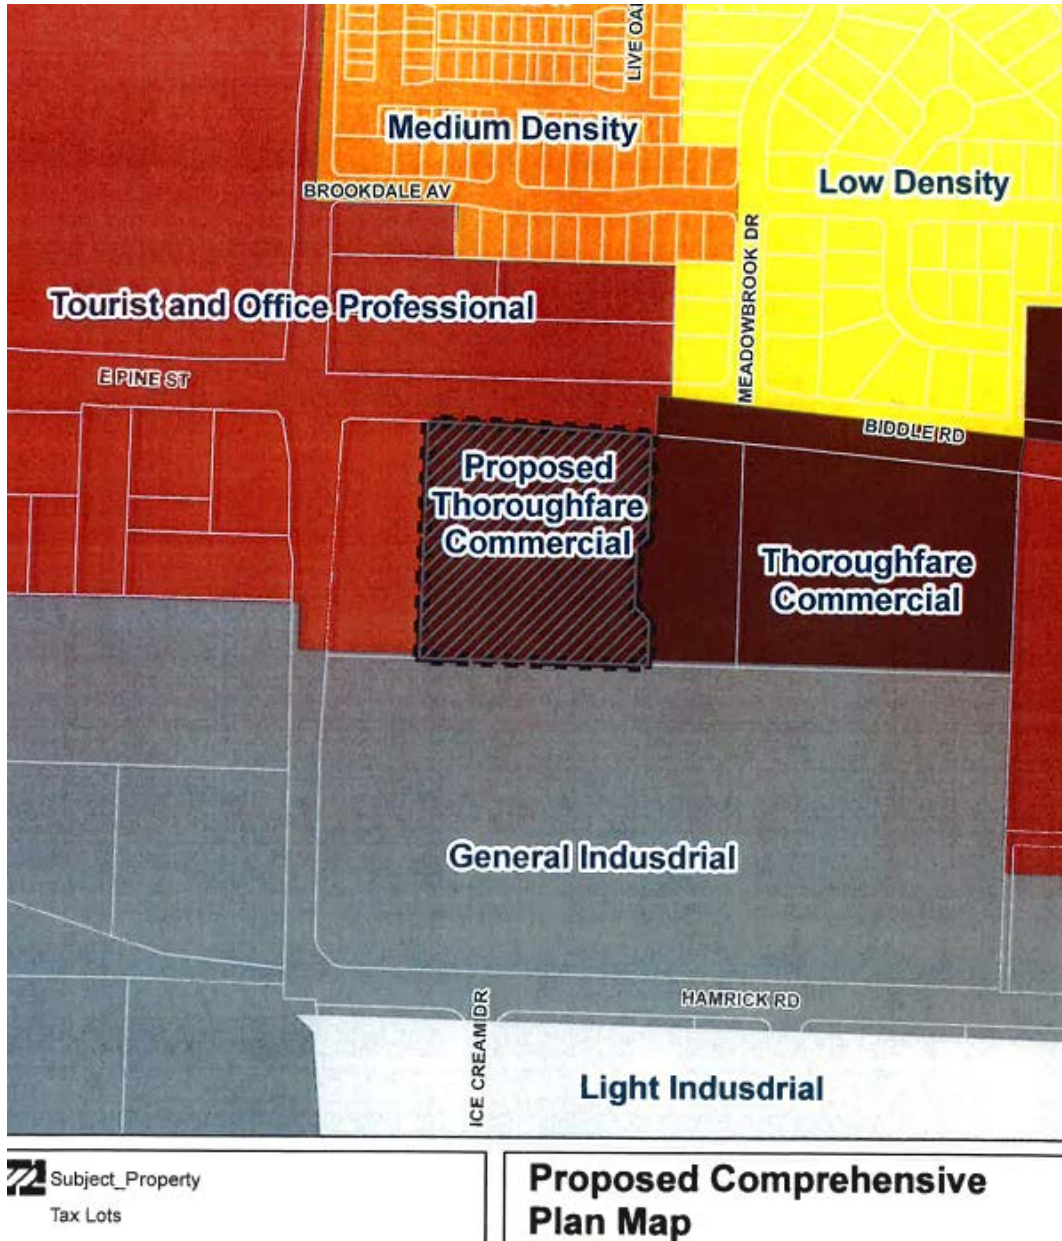 LIVE OA
Medium Density
Low Density
BROOKDALE AV
MEADOWBROOK DR
Tourist and Office Professional
E PINE ST
BIDDLE RD
Proposed
Thoroughfare
Commercial
Thoroughfare
Commercial
General Indusdrial
HAMRICK RD
ICE CREAM DR
Light Indusdrial
Subject_Property
Tax Lots
Proposed Comprehensive
Plan Map